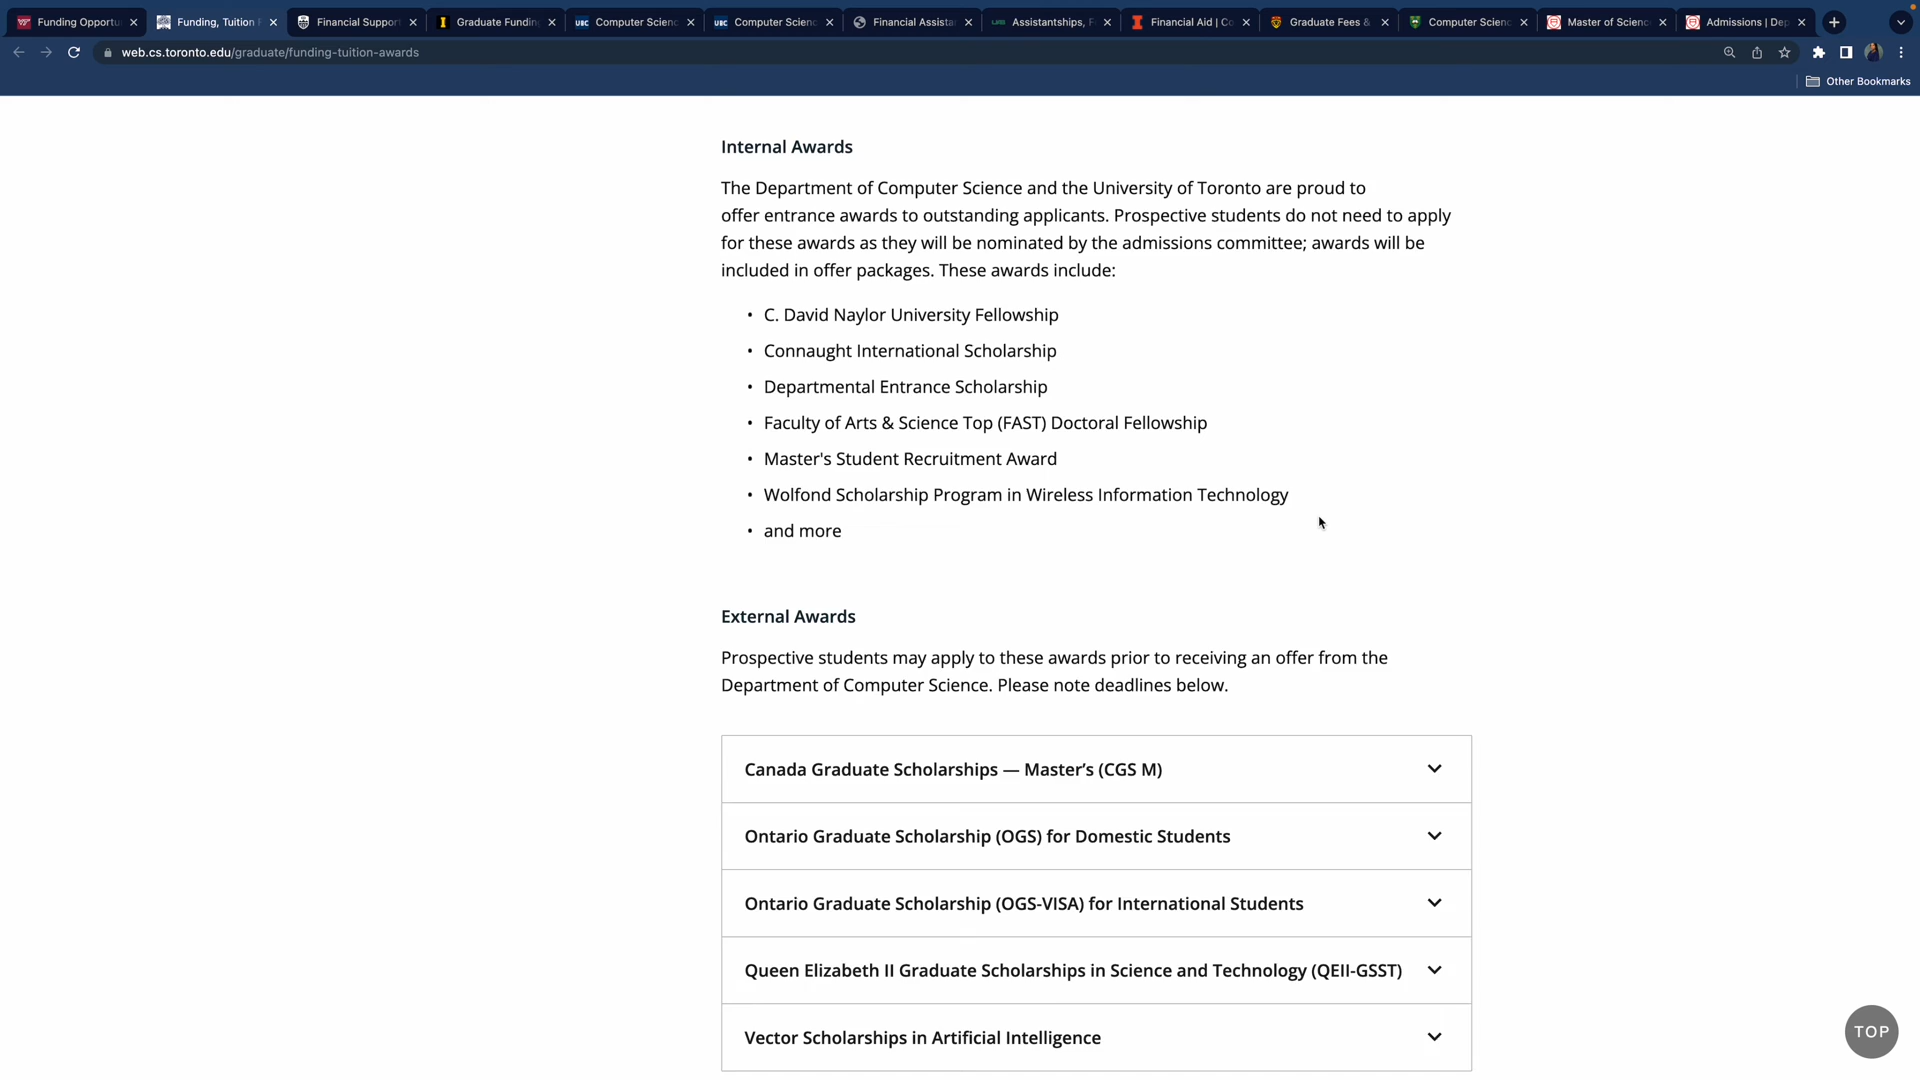 Funding Opportu
Funding, Tuition F
Financial Support
Graduate Funding
UBC Computer Scienc
UBC Computer Scienc
Financial Assistan
Assistantships, F
Financial Aid | Co
Graduate Fees &
Computer Scienc
Master of Scienc
Admissions | Dep
web.cs.toronto.edu/graduate/funding-tuition-awards
Other Bookmarks
Internal Awards
The Department of Computer Science and the University of Toronto are proud to
offer entrance awards to outstanding applicants. Prospective students do not need to apply
for these awards as they will be nominated by the admissions committee; awards will be
included in offer packages. These awards include:
• C. David Naylor University Fellowship
• Connaught International Scholarship
• Departmental Entrance Scholarship
• Faculty of Arts & Science Top (FAST) Doctoral Fellowship
• Master's Student Recruitment Award
• Wolfond Scholarship Program in Wireless Information Technology
• and more
External Awards
Prospective students may apply to these awards prior to receiving an offer from the
Department of Computer Science. Please note deadlines below.
Canada Graduate Scholarships — Master’s (CGS M)
Ontario Graduate Scholarship (OGS) for Domestic Students
Ontario Graduate Scholarship (OGS-VISA) for International Students
Queen Elizabeth II Graduate Scholarships in Science and Technology (QEII-GSST)
Vector Scholarships in Artificial Intelligence
TOP